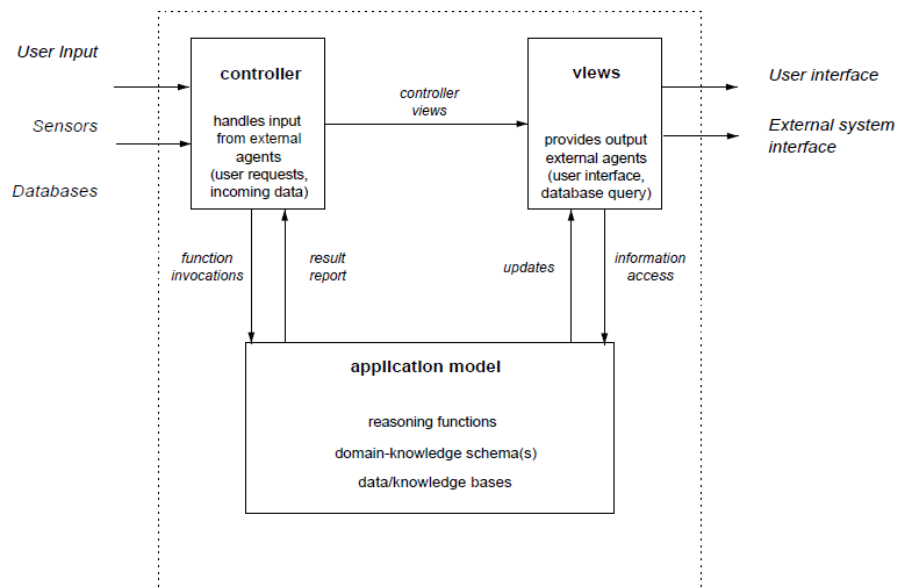 User Input
Sensors
Databases
controller
handles input
from external
agents
(user requests,
incoming data)
controller
views
views
provides output
external agents
(user interface,
database query)
User interface
External system
interface
function
invocations
result
report
updates
information
access
application model
reasoning functions
domain-knowledge schema(s)
data/knowledge bases